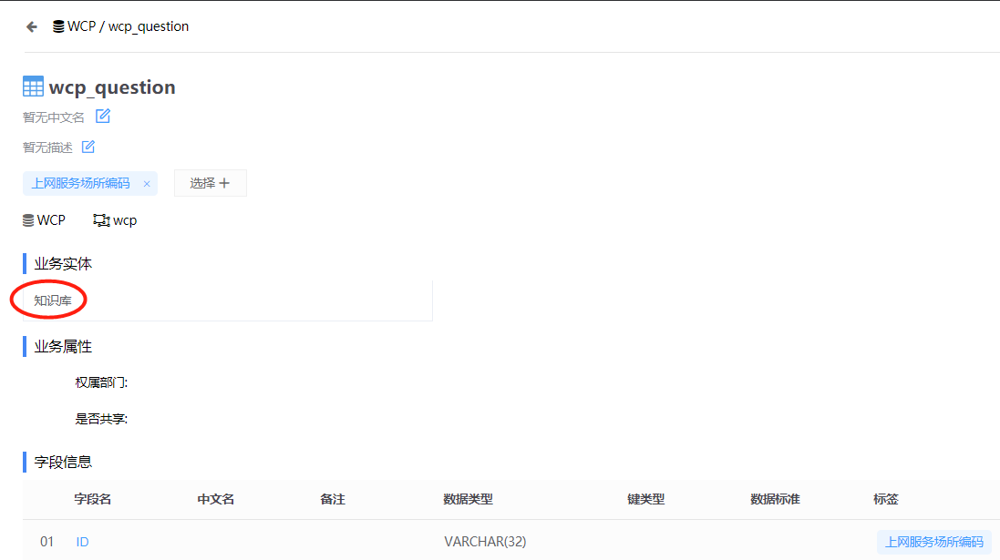 WCP / wcp_question
wcp_question
暂无中文名
暂无描述
上网服务场所编码 × 选择 +
WCP wcp
业务实体
知识库
业务属性
权属部门:
是否共享:
字段信息
字段名 中文名 备注 数据类型 键类型 数据标准 标签
01 ID VARCHAR(32) 上网服务场所编码